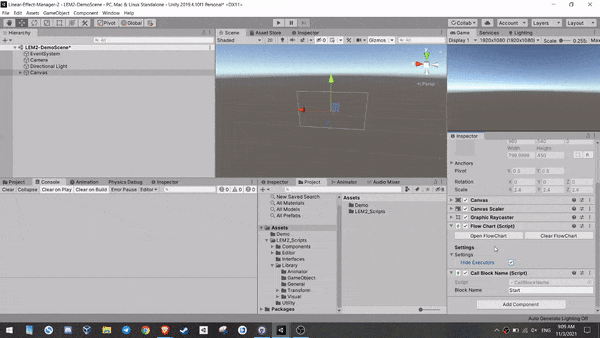 Linear-Effect-Manager-2 - LEM2-DemoScene - PC, Mac & Linux Standalone - Unity 2019.4.10f1 Personal* <DX11>
File Edit Assets GameObject Component Window Help
Collab Account Layers Layout
Hierarchy Scene Asset Store Inspector Game Services Lighting
All Shaded 2D Gizmos All Display 1 1920x1080 (1920x1080) Scale 0.255
LEM2-DemoScene*
EventSystem
Camera
Directional Light
Canvas
Persp
Inspector
Width Height
799.9999 450
Anchors
Pivot X 0.5 Y 0.5
Rotation X 0 Y 0 Z 0
Scale X 2.4 Y 2.4 Z 2.4
Canvas
Canvas Scaler
Graphic Raycaster
Flow Chart (Script)
Open FlowChart Clear FlowChart
Settings
Settings
Hide Executors
Call Block Name (Script)
Script CallBlockName
Block Name Start
Add Component
Project Console Animation Physics Debug Inspector
Clear Collapse Clear on Play Clear on Build Error Pause Editor 0 0 0
Inspector Project Animator Audio Mixer
New Saved Search
All Materials
All Models
All Prefabs
Assets
Demo
LEM2_Scripts
Components
Editor
Interfaces
Library
Animator
GameObject
General
Transform
Visual
Utility
Packages
Assets
Demo
LEM2_Scripts
Auto Generate Lighting Off
ENG
9:09 AM
11/3/2021